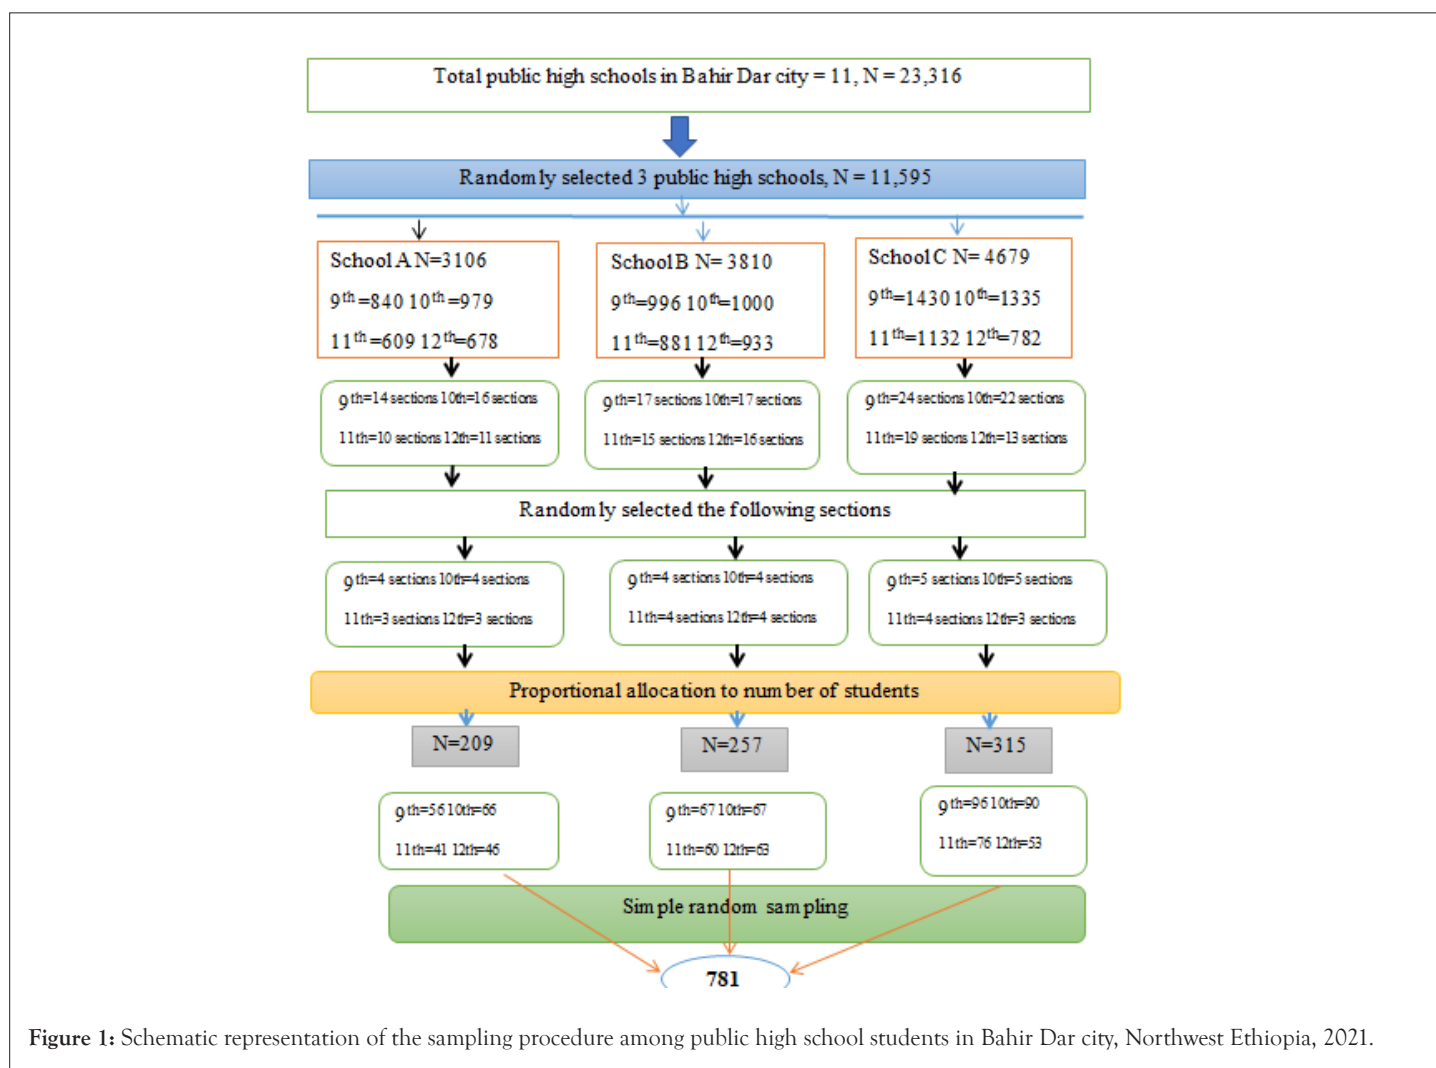 Total public high schools in Bahir Dar city = 11, N = 23,316
Randomly selected 3 public high schools, N = 11,595
School A N=3106
9th =840 10th =979
11th =609 12th=678
School B N= 3810
9th=996 10th=1000
11th=881 12th=933
School C N= 4679
9th=1430 10th=1335
11th=1132 12th=782
9th=14 sections 10th=16 sections
11th=10 sections 12th=11 sections
9th=17 sections 10th=17 sections
11th=15 sections 12th=16 sections
9th=24 sections 10th=22 sections
11th=19 sections 12th=13 sections
Randomly selected the following sections
9th=4 sections 10th=4 sections
11th=3 sections 12th=3 sections
9th=4 sections 10th=4 sections
11th=4 sections 12th=4 sections
9th=5 sections 10th=5 sections
11th=4 sections 12th=3 sections
Proportional allocation to number of students
N=209
N=257
N=315
9th=56 10th=66
11th=41 12th=46
9th=67 10th=67
11th=60 12th=63
9th=96 10th=90
11th=76 12th=53
Simple random sampling
781
Figure 1: Schematic representation of the sampling procedure among public high school students in Bahir Dar city, Northwest Ethiopia, 2021.